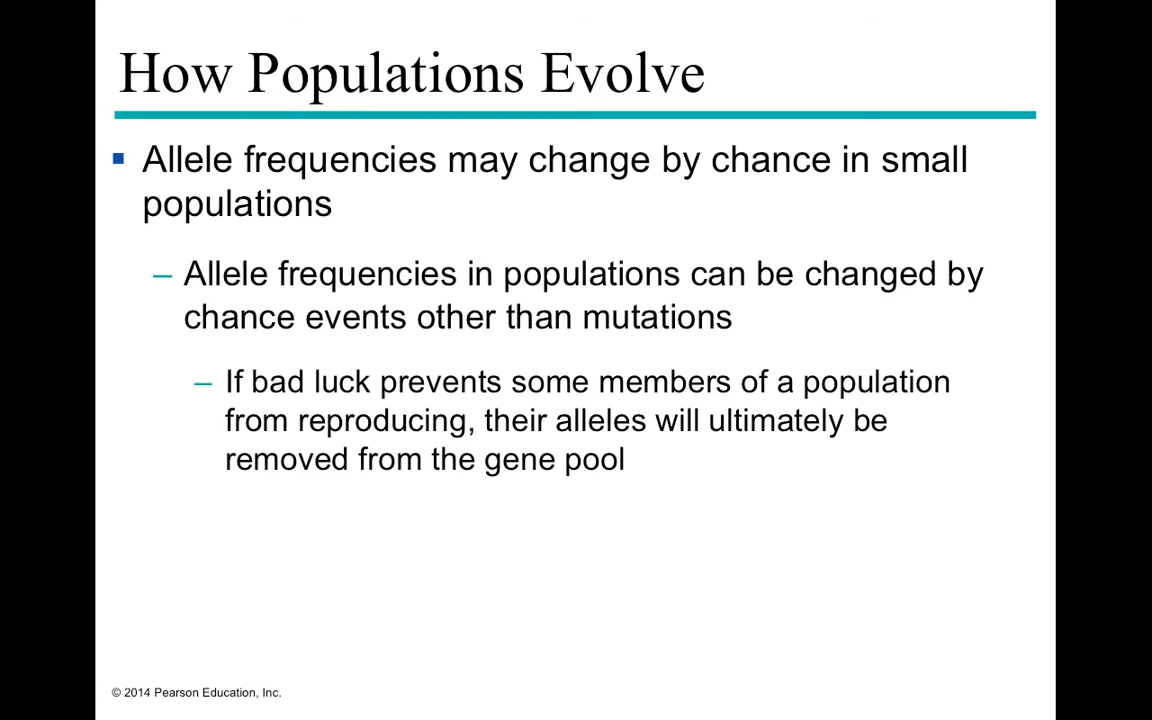 How Populations Evolve
Allele frequencies may change by chance in small
populations
– Allele frequencies in populations can be changed by
chance events other than mutations
– If bad luck prevents some members of a population
from reproducing, their alleles will ultimately be
removed from the gene pool
© 2014 Pearson Education, Inc.